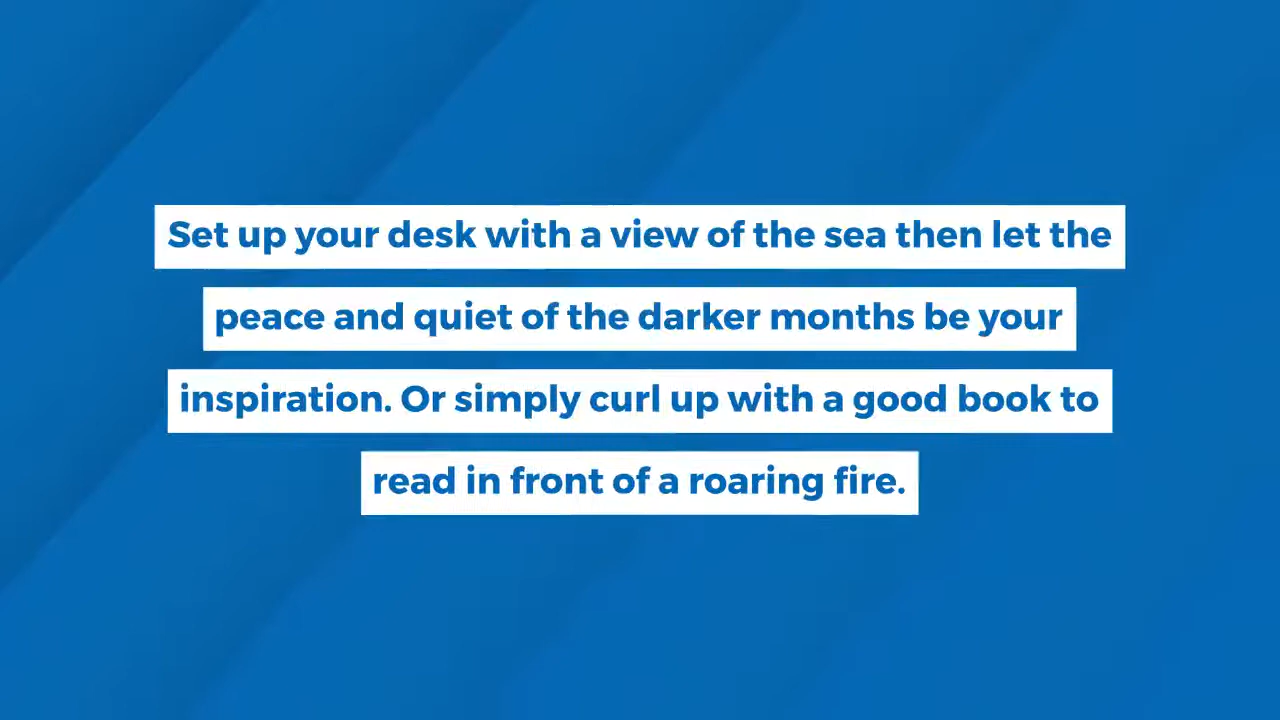 Set up your desk with a view of the sea then let the
peace and quiet of the darker months be your
inspiration. Or simply curl up with a good book to
read in front of a roaring fire.